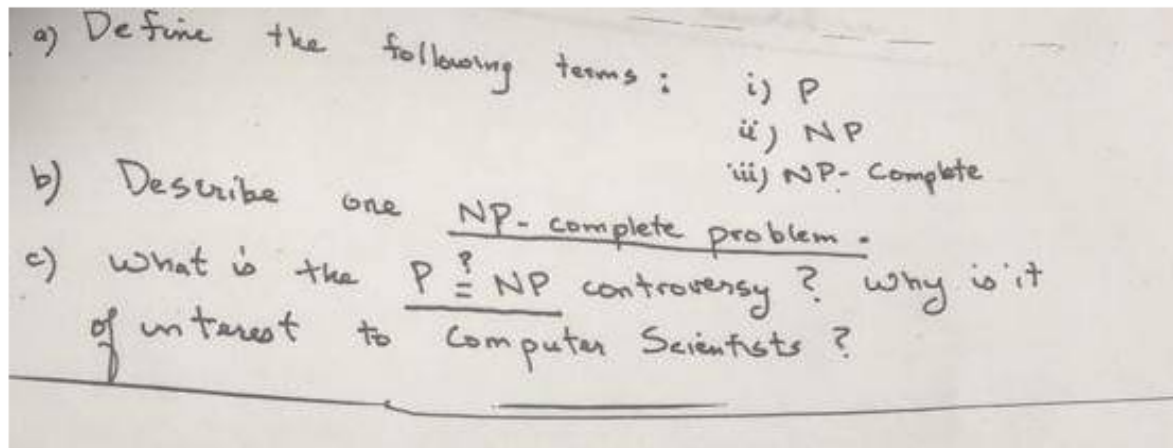 a) Define the following terms : i) P
ii) NP
iii) NP- Complete
b) Describe one NP- complete problem.
c) what is the P ?= NP controversy ? why is it
of interest to Computer Scientists ?